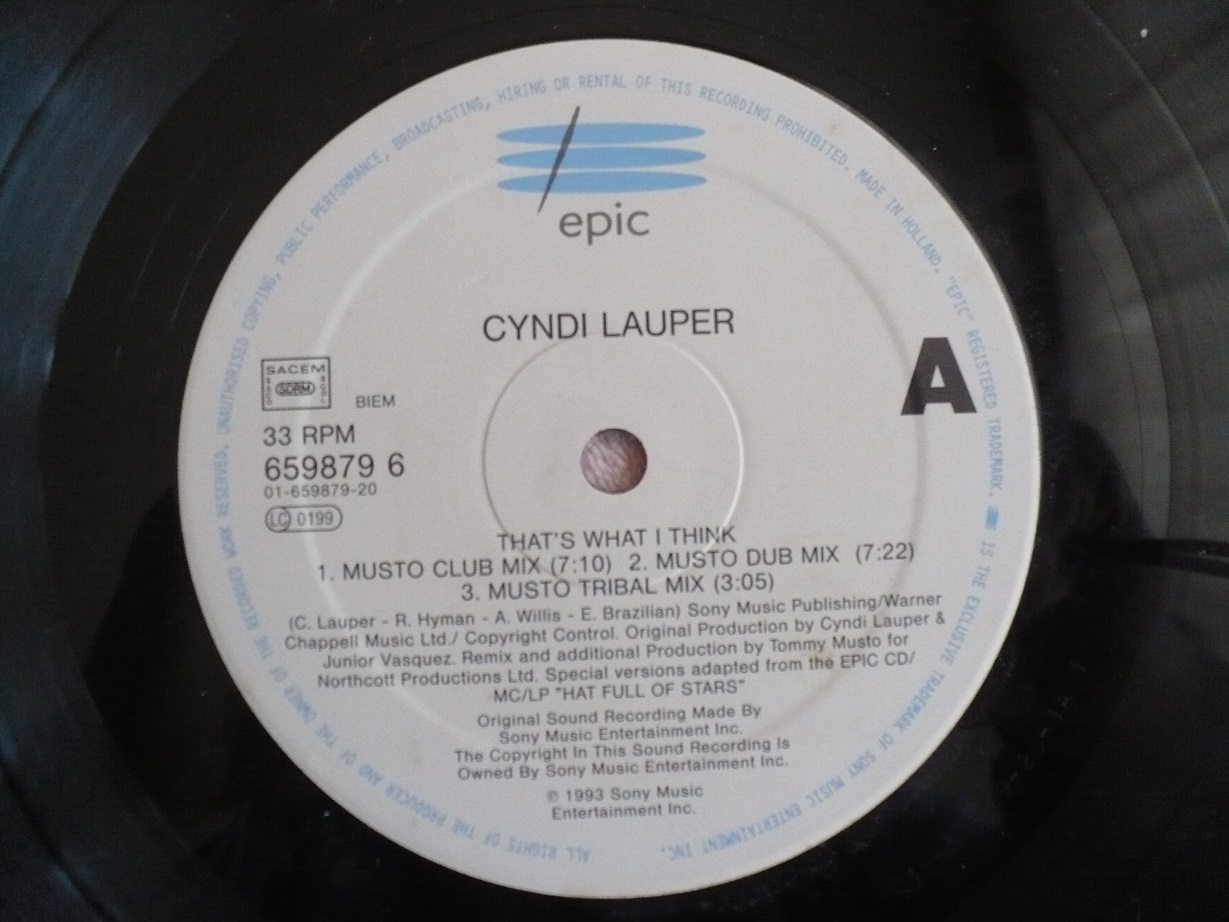 ALL RIGHTS OF THE PRODUCER AND OF THE OWNER OF THE RECORDED WORK RESERVED. UNAUTHORISED COPYING, PUBLIC PERFORMANCE, BROADCASTING, HIRING OR RENTAL OF THIS RECORDING PROHIBITED. MADE IN HOLLAND. "EPIC" REGISTERED TRADEMARK. IS THE EXCLUSIVE TRADEMARK OF SONY MUSIC ENTERTAINMENT INC.
epic
CYNDI LAUPER
A
SACEM
SDRM
BIEM
33 RPM
659879 6
01-659879-20
LC 0199
THAT'S WHAT I THINK
1. MUSTO CLUB MIX (7:10) 2. MUSTO DUB MIX (7:22)
3. MUSTO TRIBAL MIX (3:05)
(C. Lauper - R. Hyman - A. Willis - E. Brazilian) Sony Music Publishing/Warner
Chappell Music Ltd./ Copyright Control. Original Production by Cyndi Lauper &
Junior Vasquez. Remix and additional Production by Tommy Musto for
Northcott Productions Ltd. Special versions adapted from the EPIC CD/
MC/LP "HAT FULL OF STARS"
Original Sound Recording Made By
Sony Music Entertainment Inc.
The Copyright In This Sound Recording Is
Owned By Sony Music Entertainment Inc.
℗ 1993 Sony Music
Entertainment Inc.